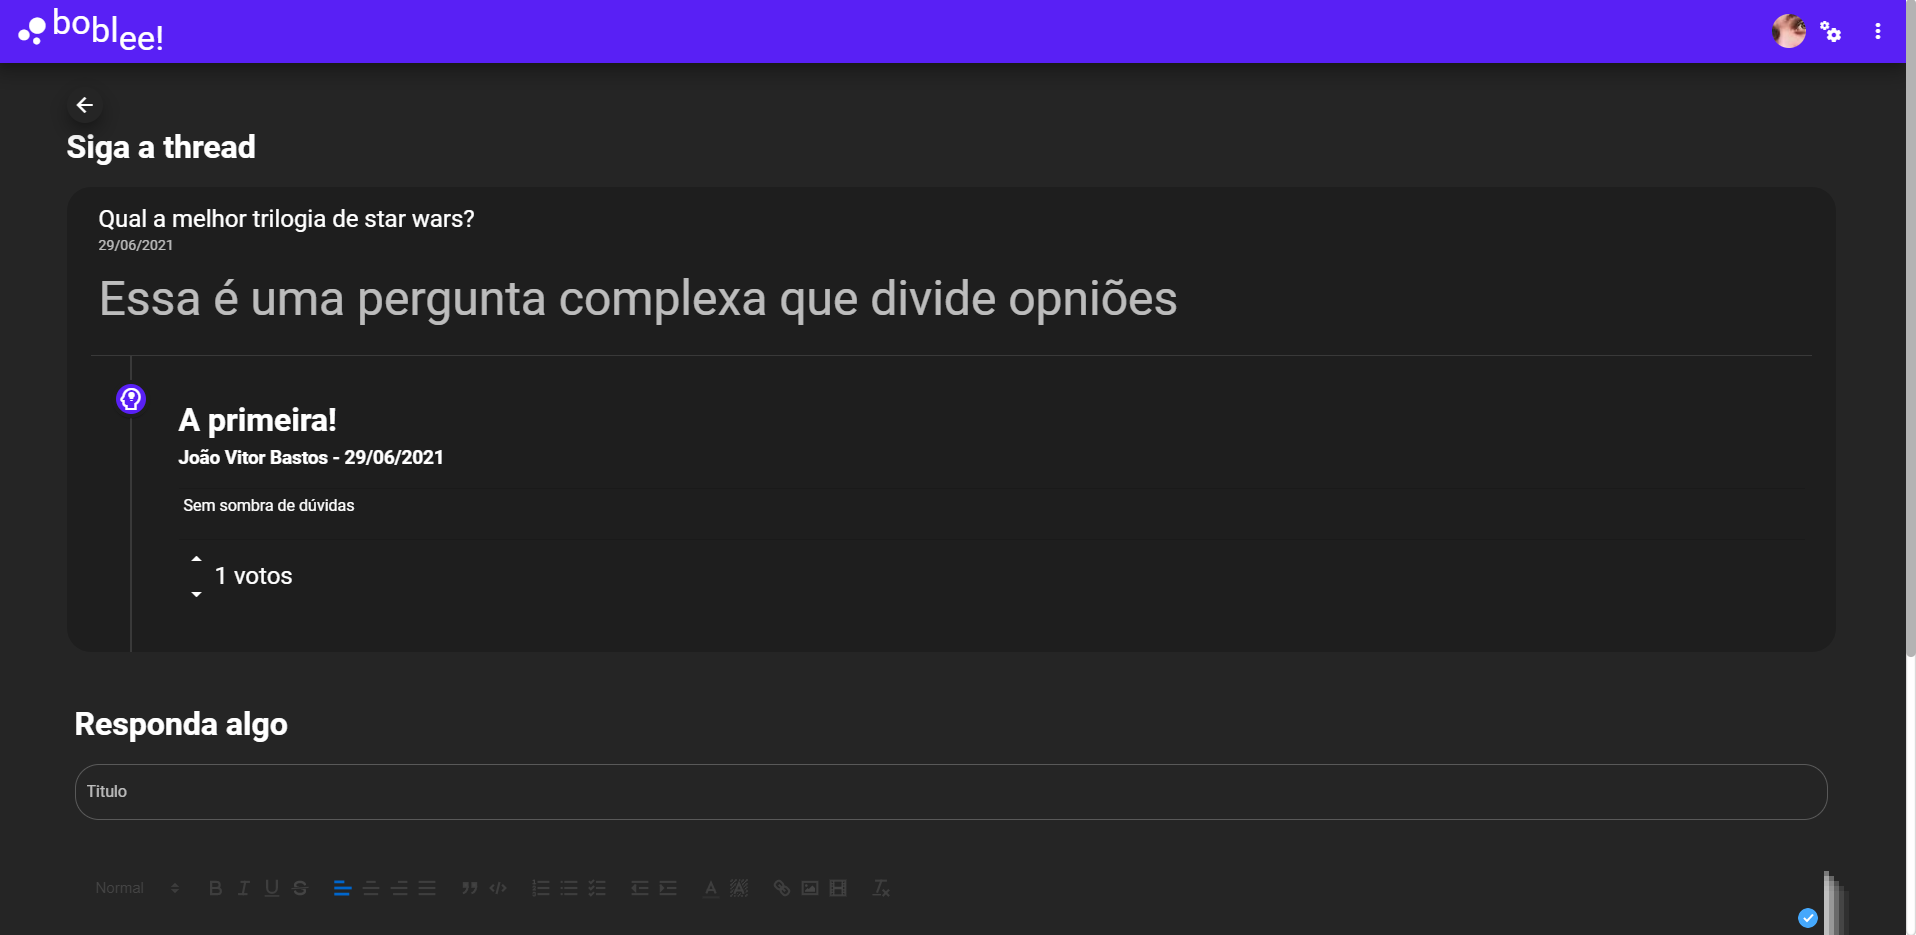 boblee!
Siga a thread
Qual a melhor trilogia de star wars?
29/06/2021
Essa é uma pergunta complexa que divide opniões
A primeira!
João Vitor Bastos - 29/06/2021
Sem sombra de dúvidas
1 votos
Responda algo
Titulo
Normal